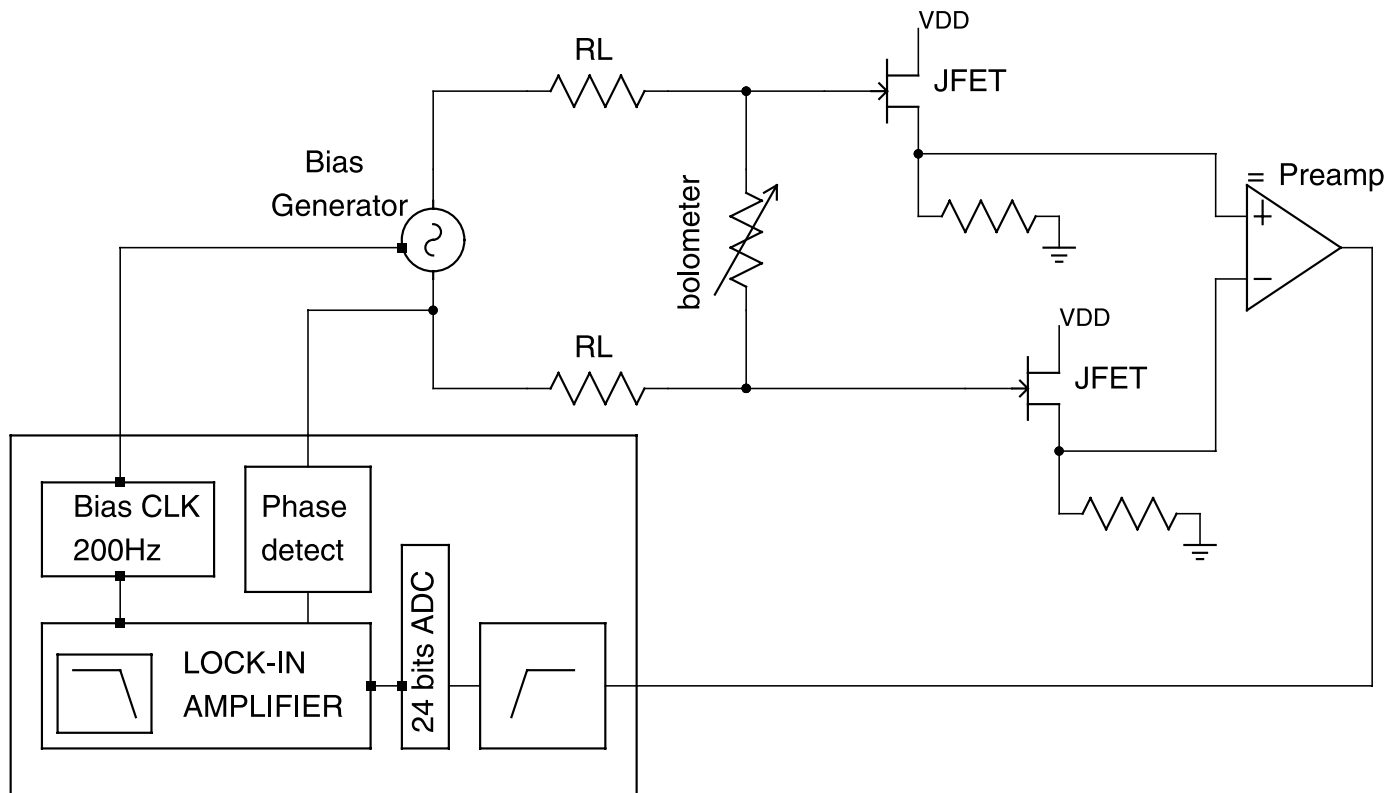 VDD
RL
JFET
Bias
Generator
bolometer
= Preamp
+
−
VDD
RL
JFET
Bias CLK
200Hz
Phase
detect
24 bits ADC
LOCK-IN
AMPLIFIER